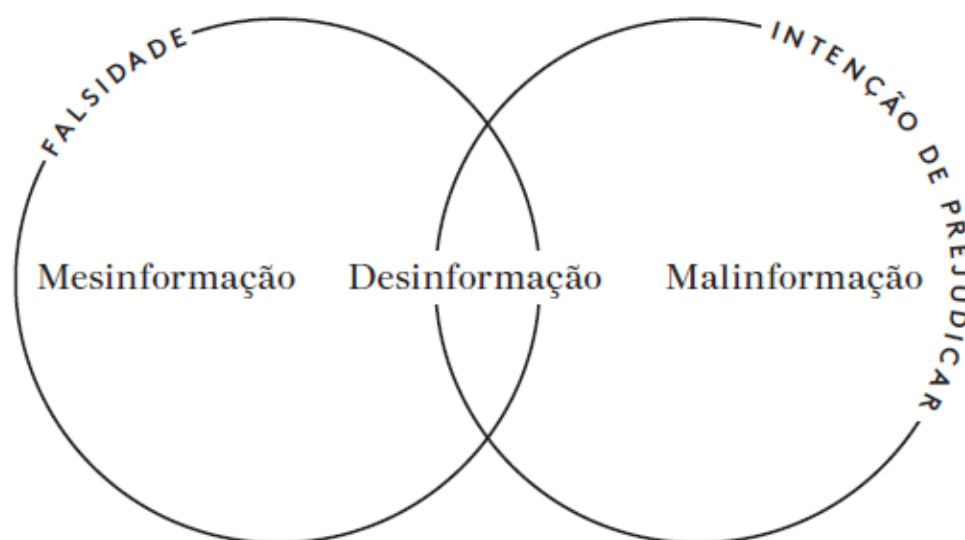 FALSIDADE
INTENÇÃO DE PREJUDICAR
Mesinformação
Desinformação
Malinformação